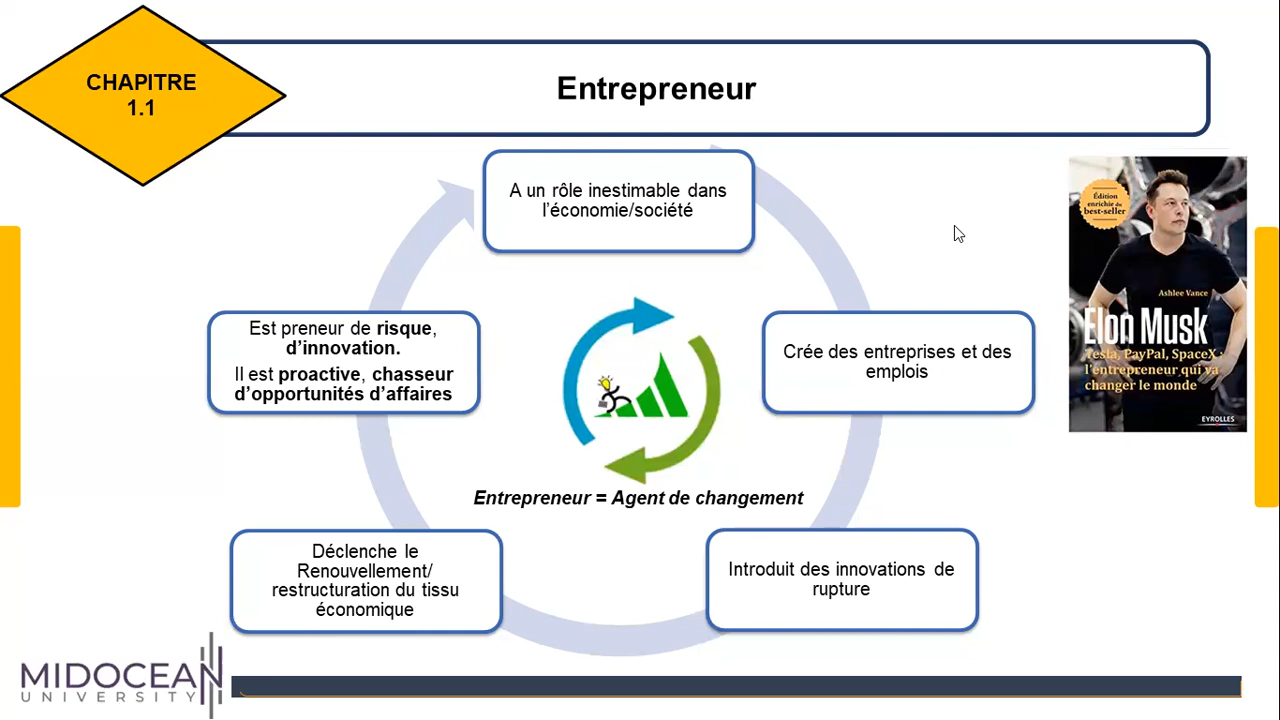 CHAPITRE
1.1
Entrepreneur
A un rôle inestimable dans
l’économie/société
Est preneur de risque,
d’innovation.
Il est proactive, chasseur
d’opportunités d’affaires
Crée des entreprises et des
emplois
Entrepreneur = Agent de changement
Déclenche le
Renouvellement/
restructuration du tissu
économique
Introduit des innovations de
rupture
Édition
enrichie du
best-seller
Ashlee Vance
Elon Musk
Tesla, PayPal, SpaceX :
l'entrepreneur qui va
changer le monde
EYROLLES
MIDOCEAN
UNIVERSITY